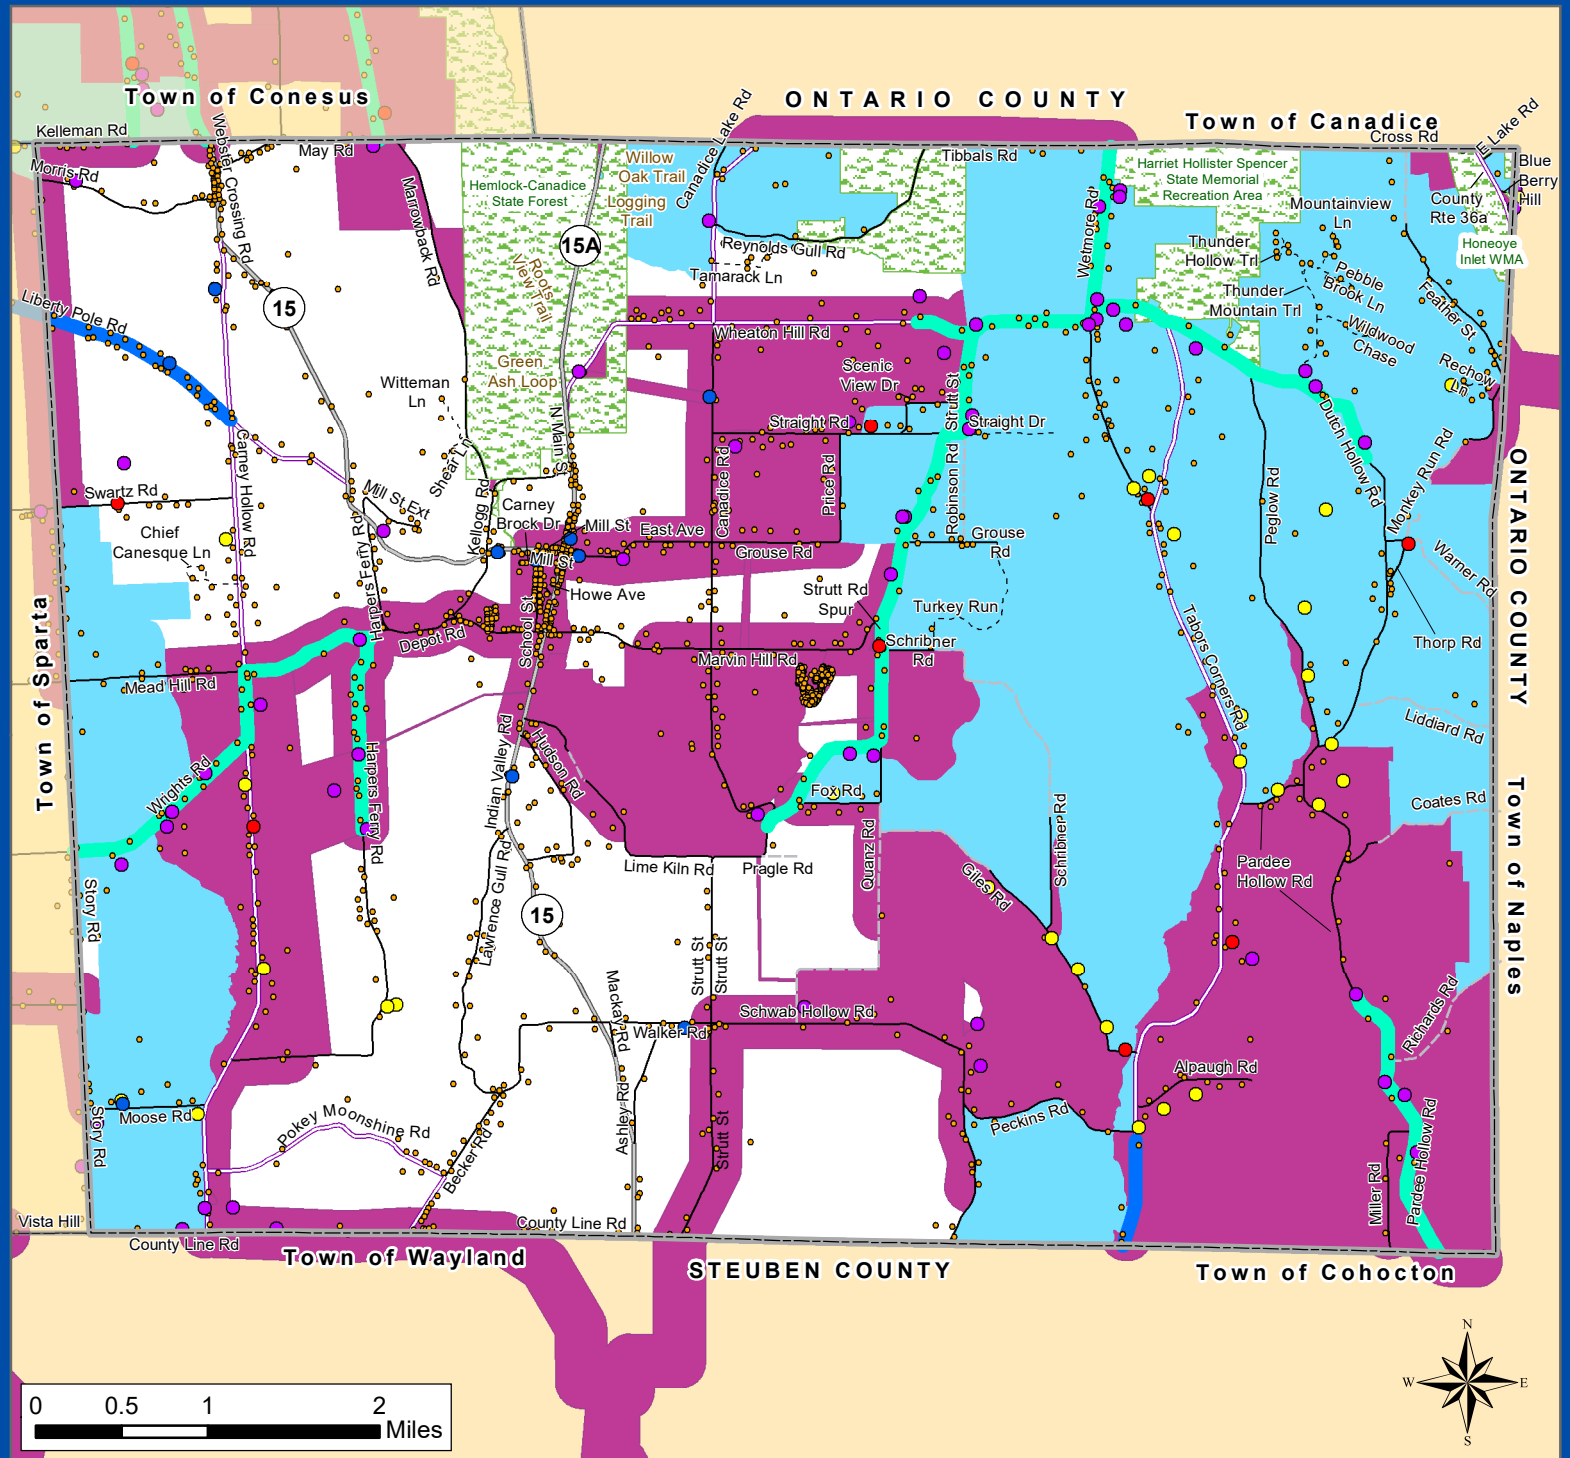 Town of Conesus
ONTARIO COUNTY
Town of Canadice
Kelleman Rd
May Rd
Morris Rd
Webster Crossing Rd
Marrowback Rd
Hemlock-Canadice
State Forest
Willow
Oak Trail
Logging
Trail
Canadice Lake Rd
Tibbals Rd
Cross Rd
E Lake Rd
Blue
Berry
Hill
Harriet Hollister Spencer
State Memorial
Recreation Area
County
Rte 36a
Honeoye
Inlet WMA
Mountainview
Ln
Thunder
Hollow Trl
Thunder
Mountain Trl
Pebble
Brook Ln
Wildwood
Chase
Feather St
Rechow
Ln
Wetmore Rd
15A
Roots
View Trail
Reynolds Gull Rd
Tamarack Ln
15
Liberty Pole Rd
Wheaton Hill Rd
Green
Ash Loop
Witteman
Ln
Scenic
View Dr
Strutt St
Straight Rd
Straight Dr
N Main St
Shear Ln
Carney Hollow Rd
Canadice Rd
Price Rd
Robinson Rd
Peglow Rd
Dutch Hollow Rd
Monkey Run Rd
ONTARIO COUNTY
Swartz Rd
Mill St Ext
Kellogg Rd
Carney
Brock Dr
Mill St
East Ave
Grouse Rd
Grouse
Rd
Chief
Canesque Ln
Harpers Ferry Rd
Mill St
Howe Ave
School St
Strutt Rd
Spur
Turkey Run
Warner Rd
Thorp Rd
Town of Sparta
Depot Rd
Schribner
Rd
Marvin Hill Rd
Mead Hill Rd
Tabors Corners Rd
Liddiard Rd
Wrights Rd
Harpens Ferry Rd
Indian Valley Rd
Hudson Rd
Fox Rd
Coates Rd
Town of Naples
Stony Rd
Lawrence Gull Rd
Lime Kiln Rd
Pragle Rd
Quanz Rd
Giles Rd
Schribner Rd
Pardee
Hollow Rd
15
Strutt St
Strutt St
Mackay Rd
Walker Rd
Schwab Hollow Rd
Richards Rd
Alpaugh Rd
Moose Rd
Stony Rd
Pokey Moonshine Rd
Becker Rd
Ashley Rd
Strutt St
Peckins Rd
Miller Rd
Pardee Hollow Rd
Vista Hill
County Line Rd
County Line Rd
Town of Wayland
STEUBEN COUNTY
Town of Cohocton
N
W
E
S
0 0.5 1 2
Miles